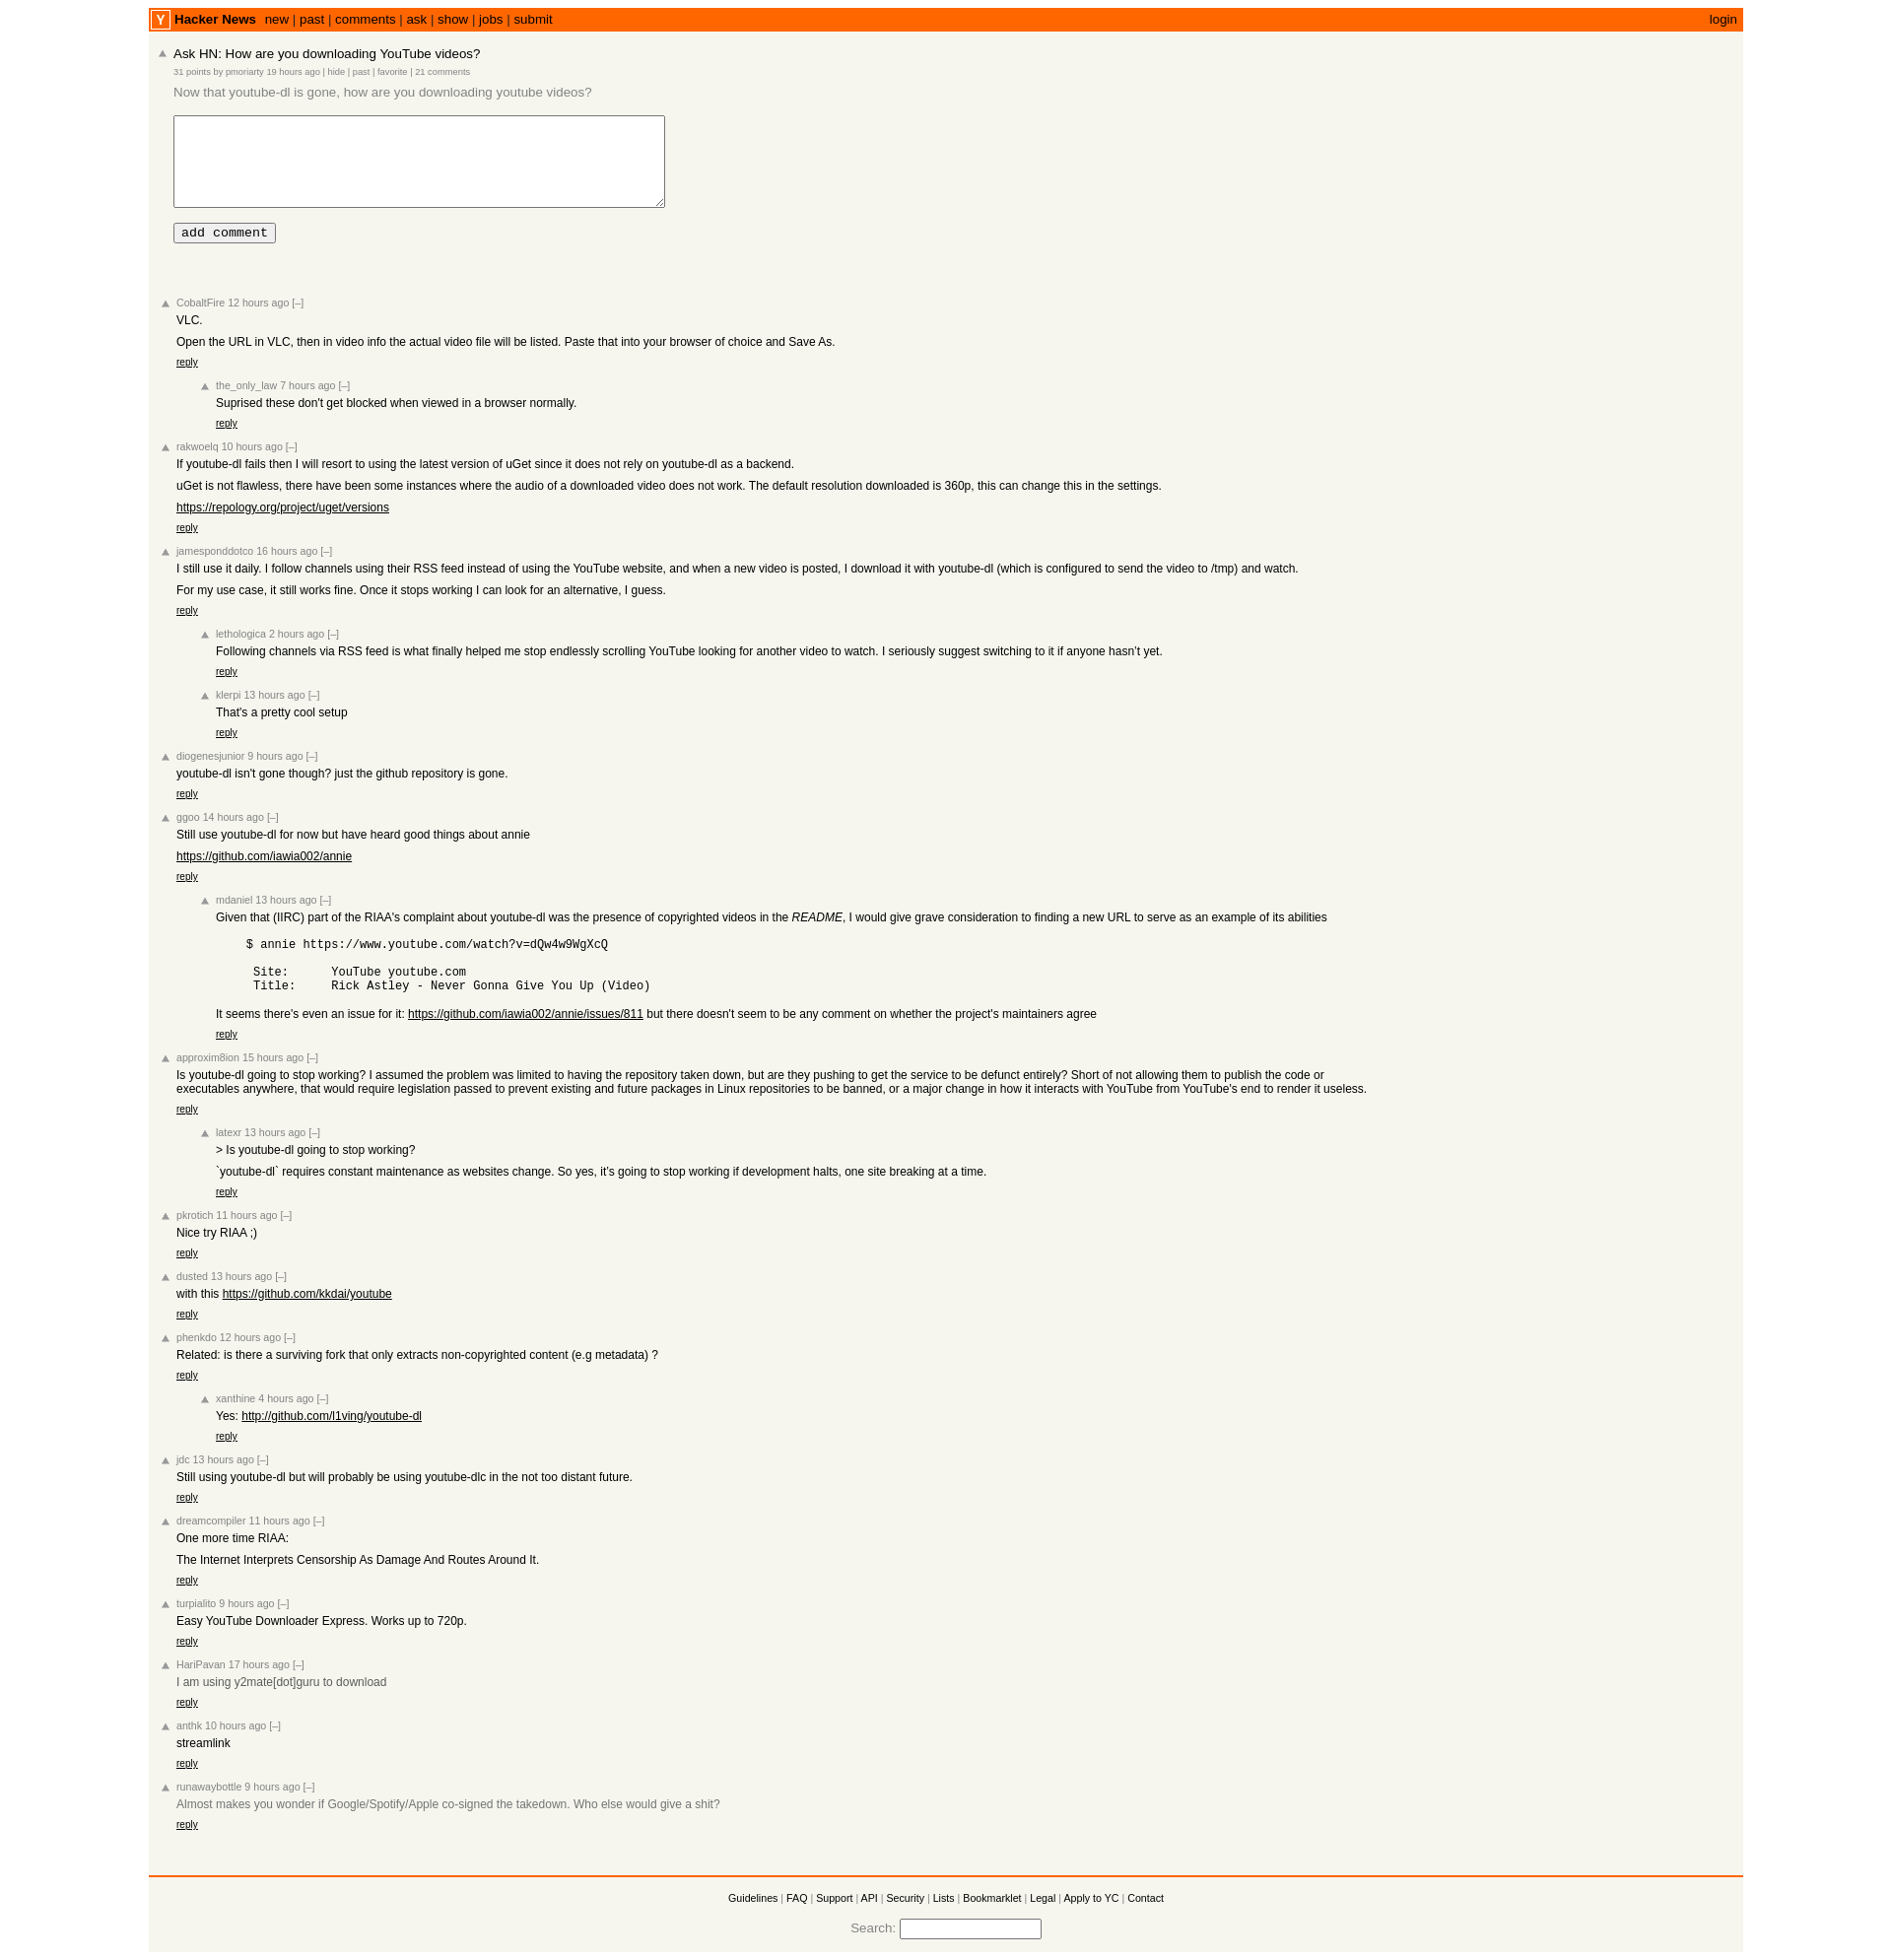 Y Hacker News new | past | comments | ask | show | jobs | submit login
Ask HN: How are you downloading YouTube videos?
31 points by pmoriarty 19 hours ago | hide | past | favorite | 21 comments
Now that youtube-dl is gone, how are you downloading youtube videos?
add comment
CobaltFire 12 hours ago [–]
VLC.
Open the URL in VLC, then in video info the actual video file will be listed. Paste that into your browser of choice and Save As.
reply
the_only_law 7 hours ago [–]
Suprised these don't get blocked when viewed in a browser normally.
reply
rakwoelq 10 hours ago [–]
If youtube-dl fails then I will resort to using the latest version of uGet since it does not rely on youtube-dl as a backend.
uGet is not flawless, there have been some instances where the audio of a downloaded video does not work. The default resolution downloaded is 360p, this can change this in the settings.
https://repology.org/project/uget/versions
reply
jamesponddotco 16 hours ago [–]
I still use it daily. I follow channels using their RSS feed instead of using the YouTube website, and when a new video is posted, I download it with youtube-dl (which is configured to send the video to /tmp) and watch.
For my use case, it still works fine. Once it stops working I can look for an alternative, I guess.
reply
lethologica 2 hours ago [–]
Following channels via RSS feed is what finally helped me stop endlessly scrolling YouTube looking for another video to watch. I seriously suggest switching to it if anyone hasn't yet.
reply
klerpi 13 hours ago [–]
That's a pretty cool setup
reply
diogenesjunior 9 hours ago [–]
youtube-dl isn't gone though? just the github repository is gone.
reply
ggoo 14 hours ago [–]
Still use youtube-dl for now but have heard good things about annie
https://github.com/iawia002/annie
reply
mdaniel 13 hours ago [–]
Given that (IIRC) part of the RIAA's complaint about youtube-dl was the presence of copyrighted videos in the README, I would give grave consideration to finding a new URL to serve as an example of its abilities
$ annie https://www.youtube.com/watch?v=dQw4w9WgXcQ
Site: YouTube youtube.com
Title: Rick Astley - Never Gonna Give You Up (Video)
It seems there's even an issue for it: https://github.com/iawia002/annie/issues/811 but there doesn't seem to be any comment on whether the project's maintainers agree
reply
approxim8ion 15 hours ago [–]
Is youtube-dl going to stop working? I assumed the problem was limited to having the repository taken down, but are they pushing to get the service to be defunct entirely? Short of not allowing them to publish the code or
executables anywhere, that would require legislation passed to prevent existing and future packages in Linux repositories to be banned, or a major change in how it interacts with YouTube from YouTube's end to render it useless.
reply
latexr 13 hours ago [–]
> Is youtube-dl going to stop working?
`youtube-dl` requires constant maintenance as websites change. So yes, it's going to stop working if development halts, one site breaking at a time.
reply
pkrotich 11 hours ago [–]
Nice try RIAA ;)
reply
dusted 13 hours ago [–]
with this https://github.com/kkdai/youtube
reply
phenkdo 12 hours ago [–]
Related: is there a surviving fork that only extracts non-copyrighted content (e.g metadata) ?
reply
xanthine 4 hours ago [–]
Yes: http://github.com/l1ving/youtube-dl
reply
jdc 13 hours ago [–]
Still using youtube-dl but will probably be using youtube-dlc in the not too distant future.
reply
dreamcompiler 11 hours ago [–]
One more time RIAA:
The Internet Interprets Censorship As Damage And Routes Around It.
reply
turpialito 9 hours ago [–]
Easy YouTube Downloader Express. Works up to 720p.
reply
HariPavan 17 hours ago [–]
I am using y2mate[dot]guru to download
reply
anthk 10 hours ago [–]
streamlink
reply
runawaybottle 9 hours ago [–]
Almost makes you wonder if Google/Spotify/Apple co-signed the takedown. Who else would give a shit?
reply
Guidelines | FAQ | Support | API | Security | Lists | Bookmarklet | Legal | Apply to YC | Contact
Search: